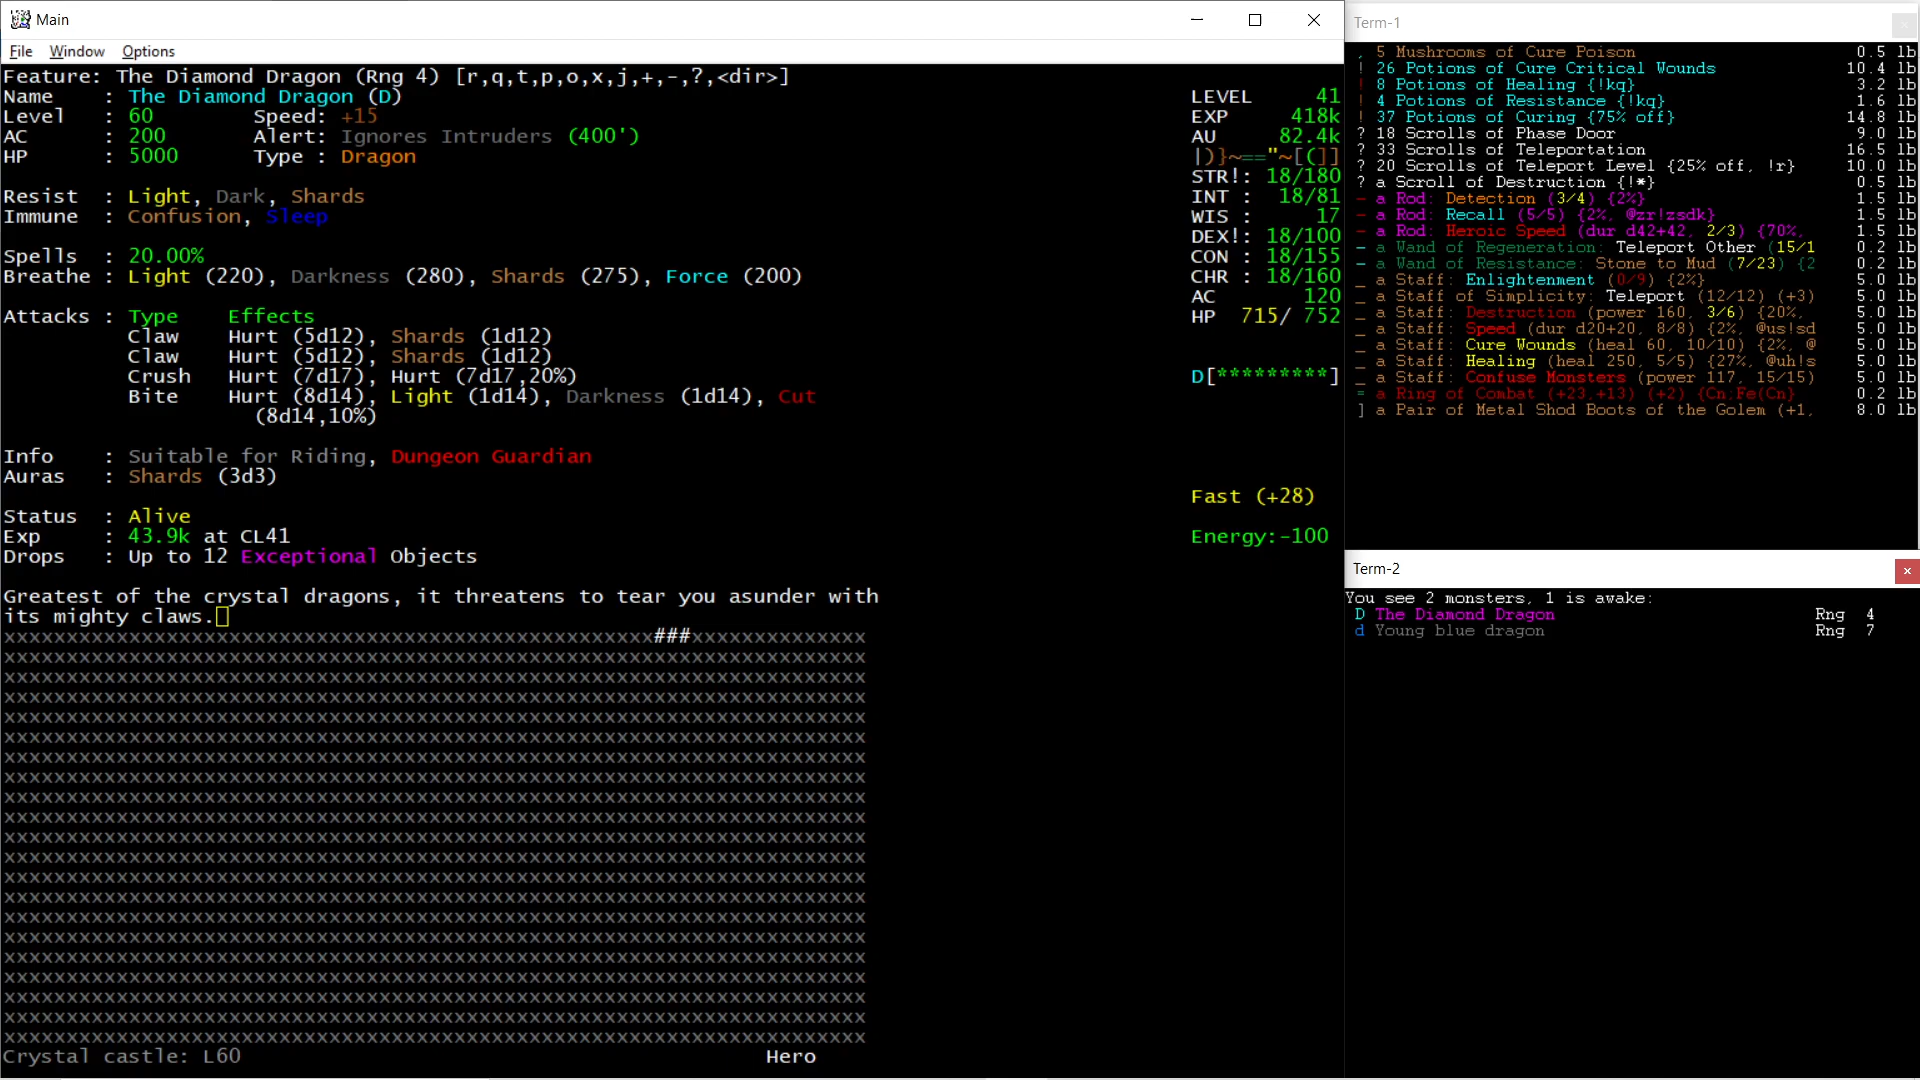 Main
File Window Options
Feature: The Diamond Dragon (Rng 4) [r,q,t,p,o,x,j,+,-,?,<dir>]
Name : The Diamond Dragon (D)
Level : 60 Speed: +15
AC : 200 Alert: Ignores Intruders (400')
HP : 5000 Type : Dragon
Resist : Light, Dark, Shards
Immune : Confusion, Sleep
Spells : 20.00%
Breathe : Light (220), Darkness (280), Shards (275), Force (200)
Attacks : Type Effects
Claw Hurt (5d12), Shards (1d12)
Claw Hurt (5d12), Shards (1d12)
Crush Hurt (7d17), Hurt (7d17,20%)
Bite Hurt (8d14), Light (1d14), Darkness (1d14), Cut
(8d14,10%)
Info : Suitable for Riding, Dungeon Guardian
Auras : Shards (3d3)
Status : Alive
Exp : 43.9k at CL41
Drops : Up to 12 Exceptional Objects
Greatest of the crystal dragons, it threatens to tear you asunder with
its mighty claws.
###
Crystal castle: L60 Hero
LEVEL 41
EXP 418k
AU 82.4k
|)}~=="~[(]]
STR!: 18/180
INT : 18/81
WIS : 17
DEX!: 18/100
CON : 18/155
CHR : 18/160
AC 120
HP 715/ 752
D[*********]
Fast (+28)
Energy:-100
Term-1
, 5 Mushrooms of Cure Poison 0.5 lb
! 26 Potions of Cure Critical Wounds 10.4 lb
! 8 Potions of Healing {!kq} 3.2 lb
! 4 Potions of Resistance {!kq} 1.6 lb
! 37 Potions of Curing {75% off} 14.8 lb
? 18 Scrolls of Phase Door 9.0 lb
? 33 Scrolls of Teleportation 16.5 lb
? 20 Scrolls of Teleport Level {25% off, !r} 10.0 lb
? a Scroll of Destruction {!*} 0.5 lb
- a Rod: Detection (3/4) {2%} 1.5 lb
- a Rod: Recall (5/5) {2%, @zr!zsdk} 1.5 lb
- a Rod: Heroic Speed (dur d42+42, 2/3) {70%, 1.5 lb
- a Wand of Regeneration: Teleport Other (15/1 0.2 lb
- a Wand of Resistance: Stone to Mud (7/23) {2 0.2 lb
_ a Staff: Enlightenment (0/9) {2%} 5.0 lb
_ a Staff of Simplicity: Teleport (12/12) (+3) 5.0 lb
_ a Staff: Destruction (power 160, 3/6) {20%, 5.0 lb
_ a Staff: Speed (dur d20+20, 8/8) {2%, @us!sd 5.0 lb
_ a Staff: Cure Wounds (heal 60, 10/10) {2%, @ 5.0 lb
_ a Staff: Healing (heal 250, 5/5) {27%, @uh!s 5.0 lb
_ a Staff: Confuse Monsters (power 117, 15/15) 5.0 lb
= a Ring of Combat (+23,+13) (+2) {Cn;Fe(Cn} 0.2 lb
] a Pair of Metal Shod Boots of the Golem (+1, 8.0 lb
Term-2
You see 2 monsters, 1 is awake:
D The Diamond Dragon Rng 4
d Young blue dragon Rng 7